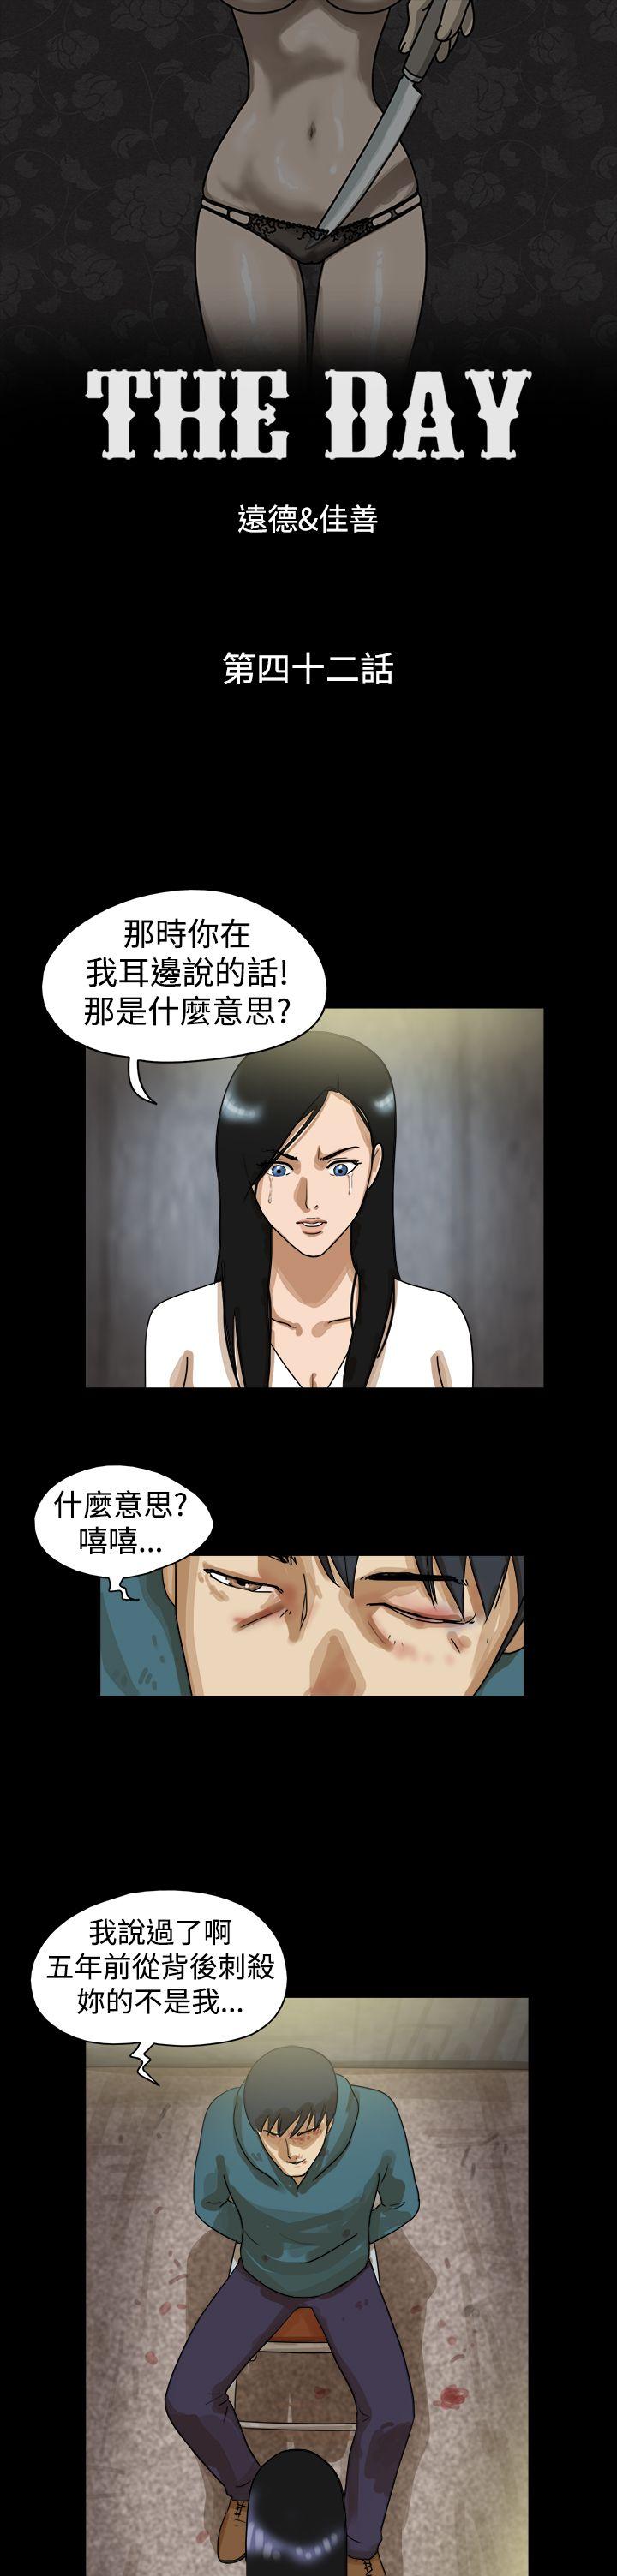 THE DAY
遠德&佳善
第四十二話
那時你在
我耳邊說的話!
那是什麼意思?
什麼意思?
嘻嘻...
我說過了啊
五年前從背後刺殺
妳的不是我...